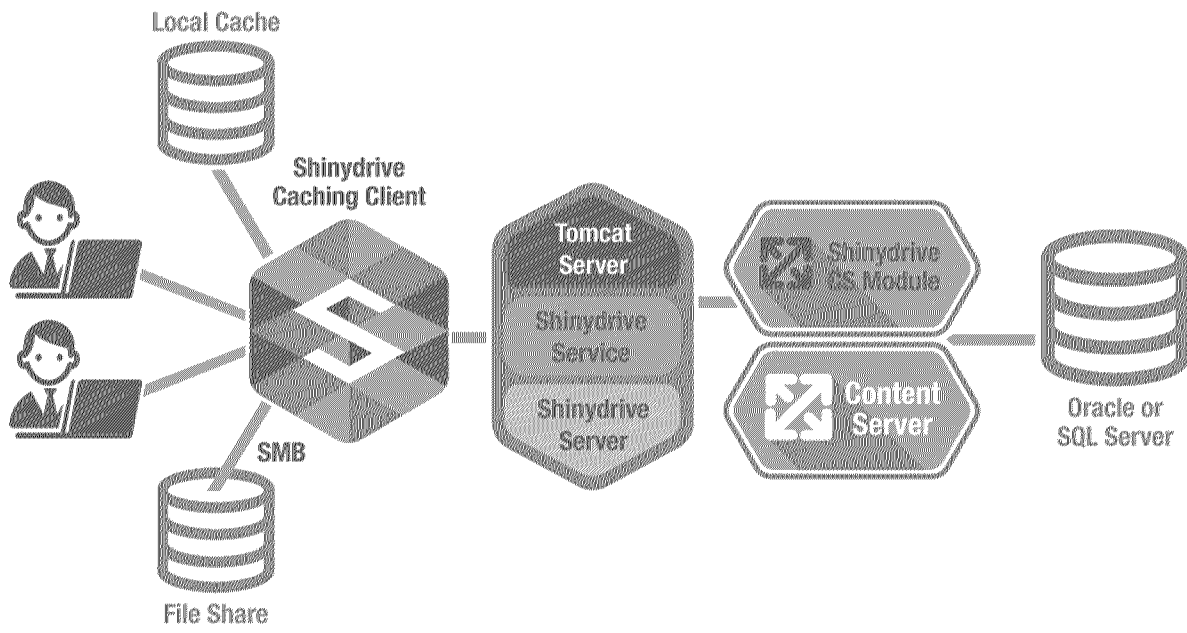 Local Cache
Shinydrive
Caching Client
Tomcat
Server
Shinydrive
Service
Shinydrive
Server
Shinydrive
CS Module
Content
Server
Oracle or
SQL Server
SMB
File Share